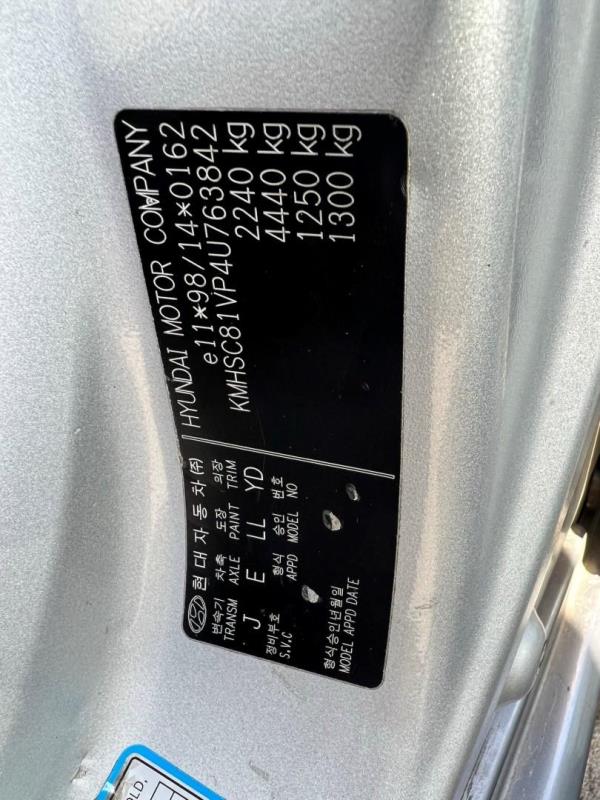 현대자동차(주) HYUNDAI MOTOR COMPANY
변속기 차축 도장 의장 e11*98/14*0162
TRANSM AXLE PAINT TRIM KMHSC81VP4U763842
J E LL YD 2240 kg
정비부호 형식 승인 번호 4440 kg
S.V.C APPD MODEL NO 1250 kg
1300 kg
형식승인년월일
MODEL APPD DATE